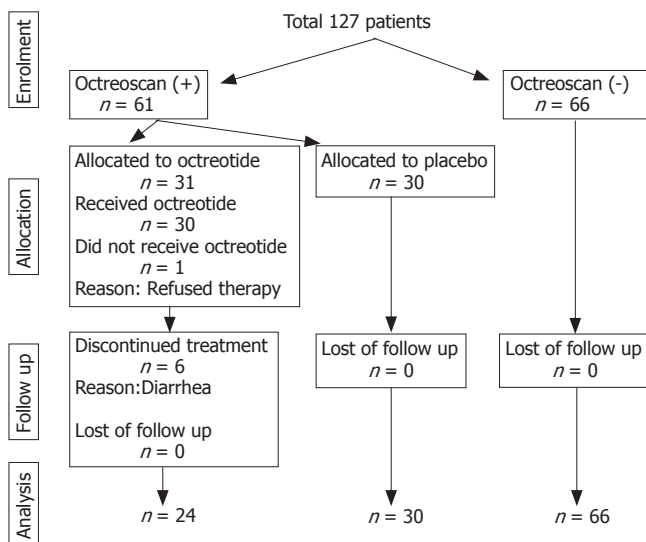 Total 127 patients
Enrolment
Octreoscan (+)
n = 61
Octreoscan (-)
n = 66
Allocation
Allocated to octreotide
n = 31
Received octreotide
n = 30
Did not receive octreotide
n = 1
Reason: Refused therapy
Allocated to placebo
n = 30
Follow up
Discontinued treatment
n = 6
Reason:Diarrhea
Lost of follow up
n = 0
Lost of follow up
n = 0
Lost of follow up
n = 0
Analysis
n = 24
n = 30
n = 66